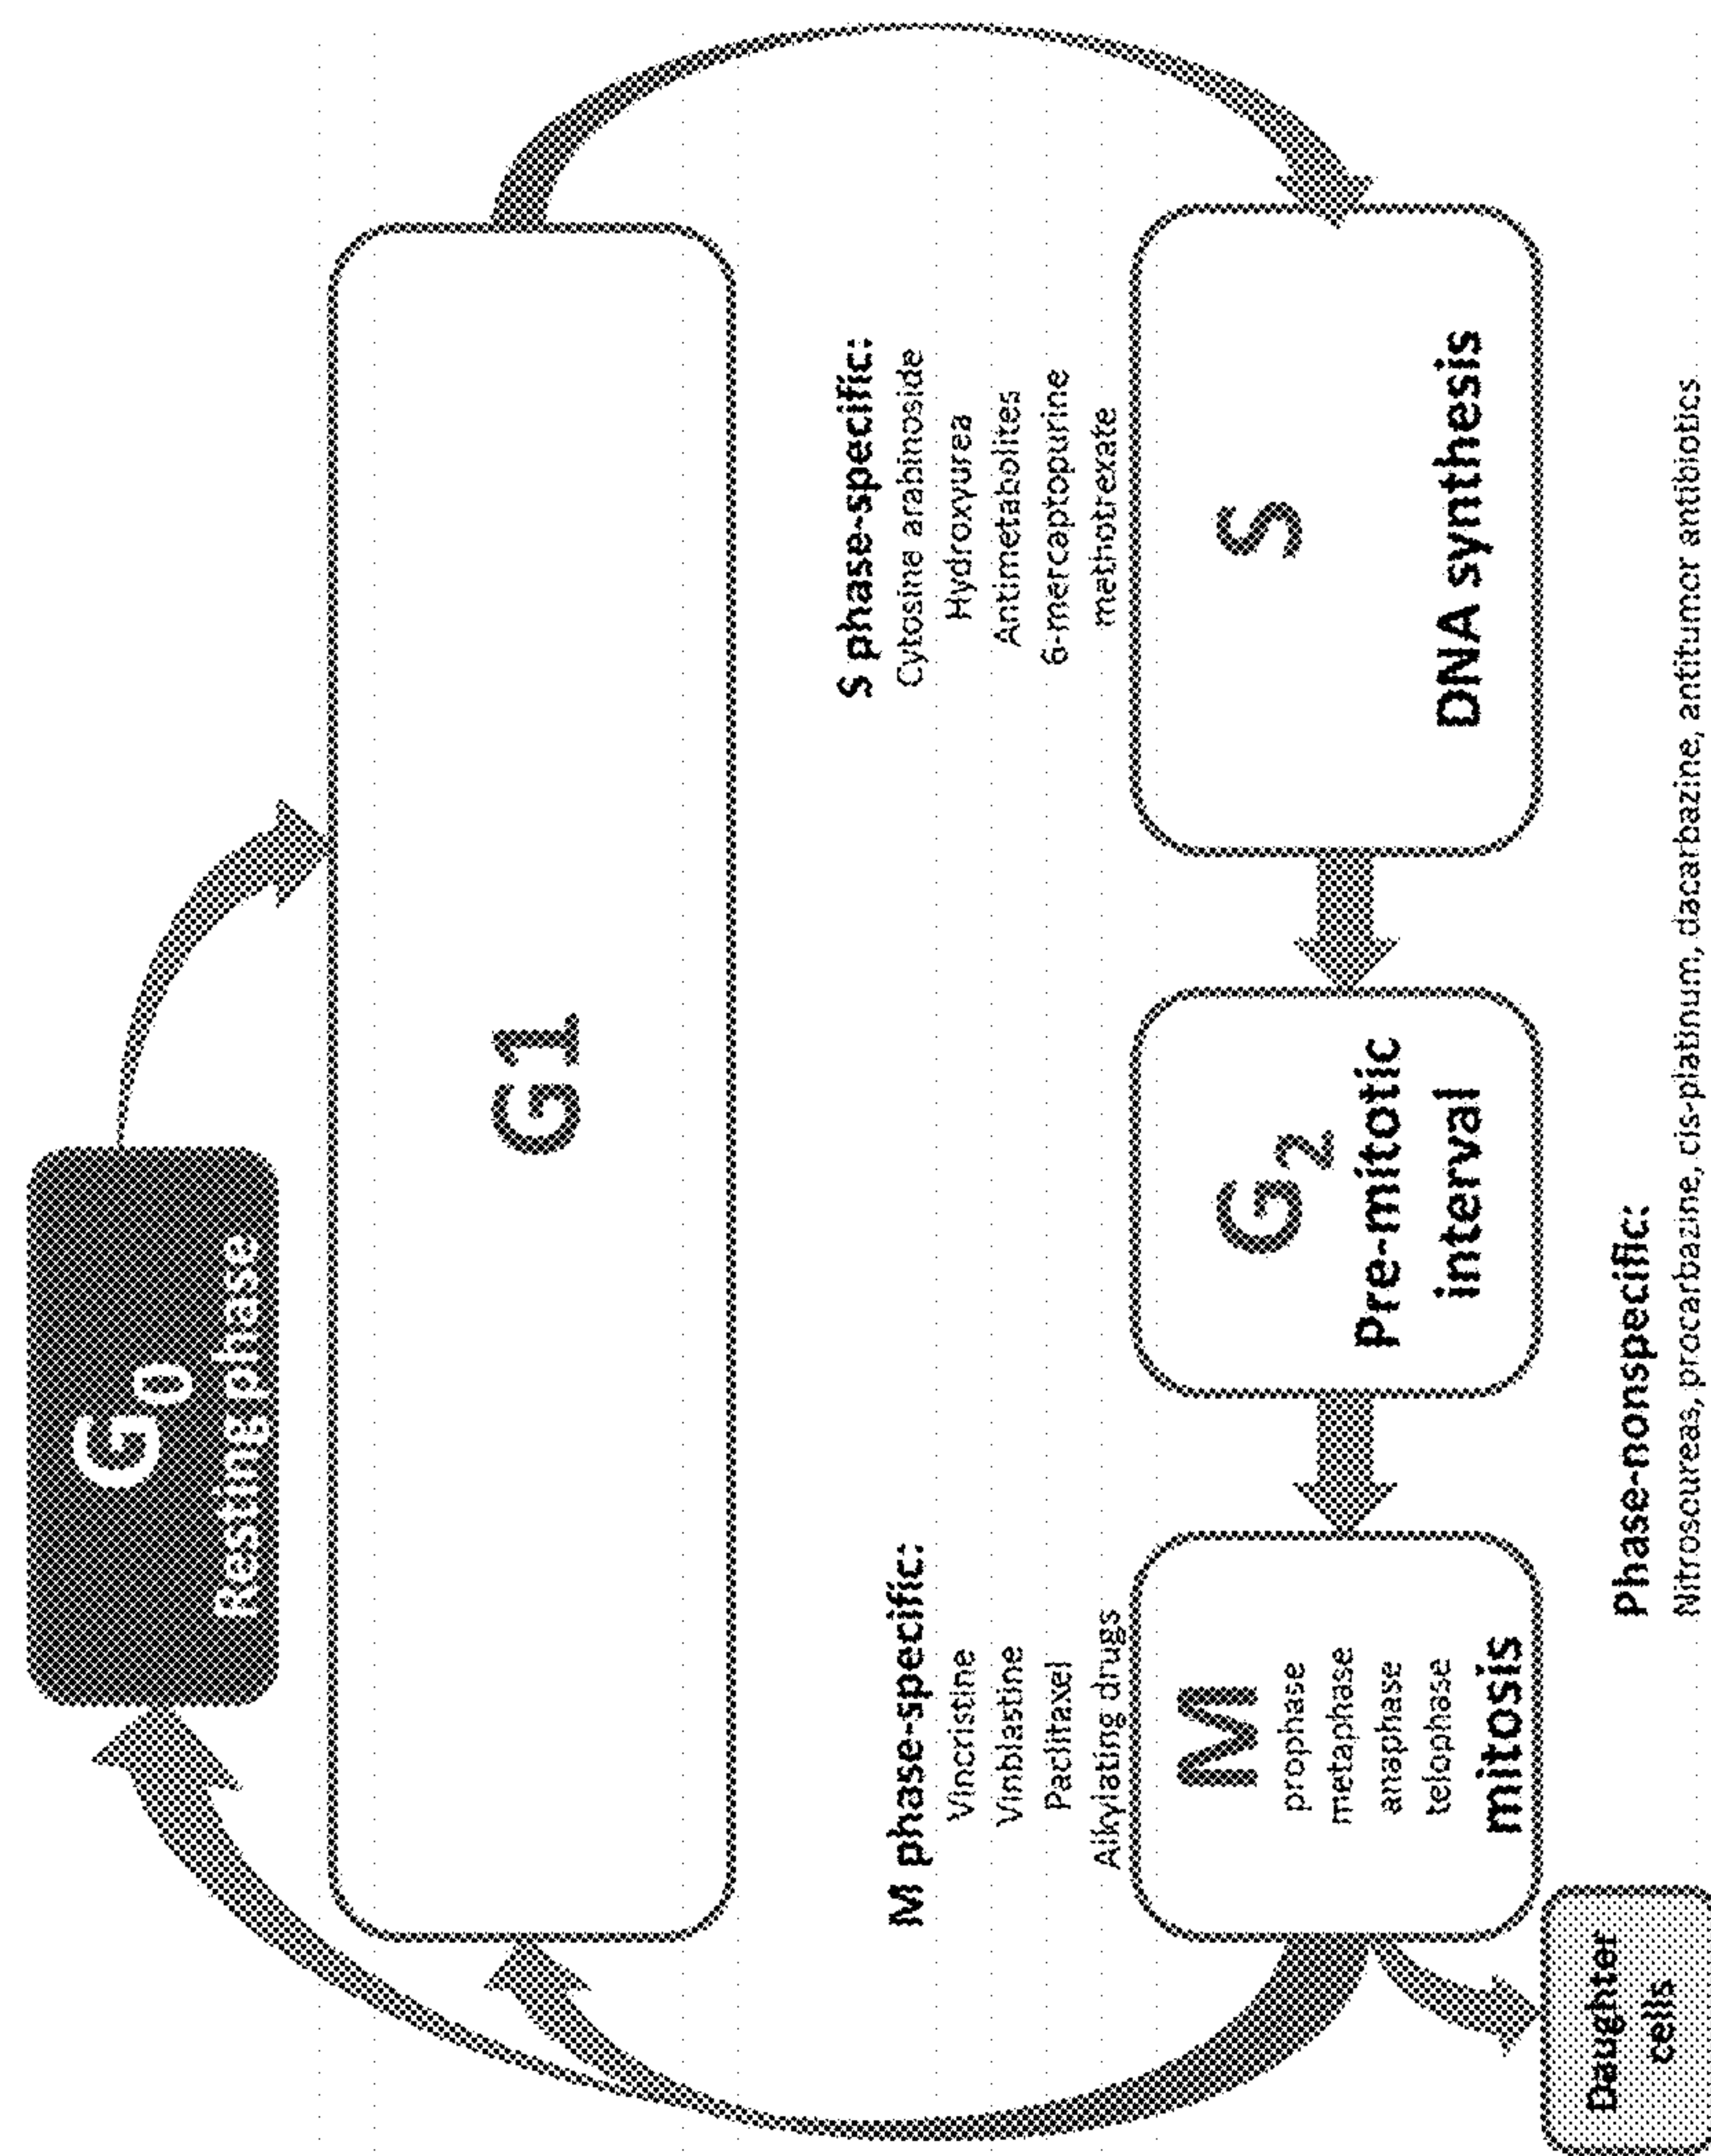 G0
Resting phase
G1
M phase-specific:
Vincristine
Vinblastine
Paclitaxel
Alkylating drugs
S phase-specific:
Cytosine arabinoside
Hydroxyurea
Antimetabolites
6-mercaptopurine
methotrexate
M
prophase
metaphase
anaphase
telophase
mitosis
G2
Pre-mitotic
interval
S
DNA synthesis
Daughter
cells
Phase-nonspecific:
Nitrosoureas, procarbazine, cis-platinum, dacarbazine, antitumor antibiotics